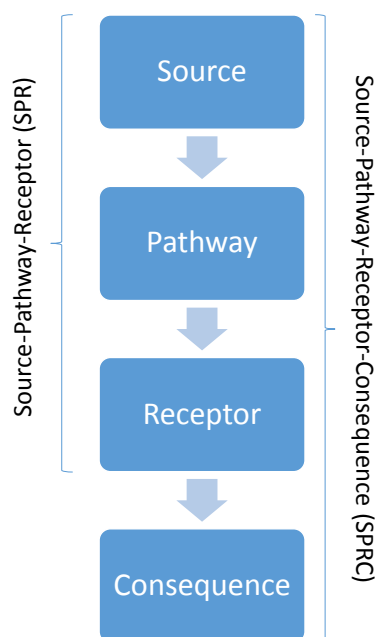 Source-Pathway-Receptor (SPR)
Source
Pathway
Receptor
Consequence
Source-Pathway-Receptor-Consequence (SPRC)